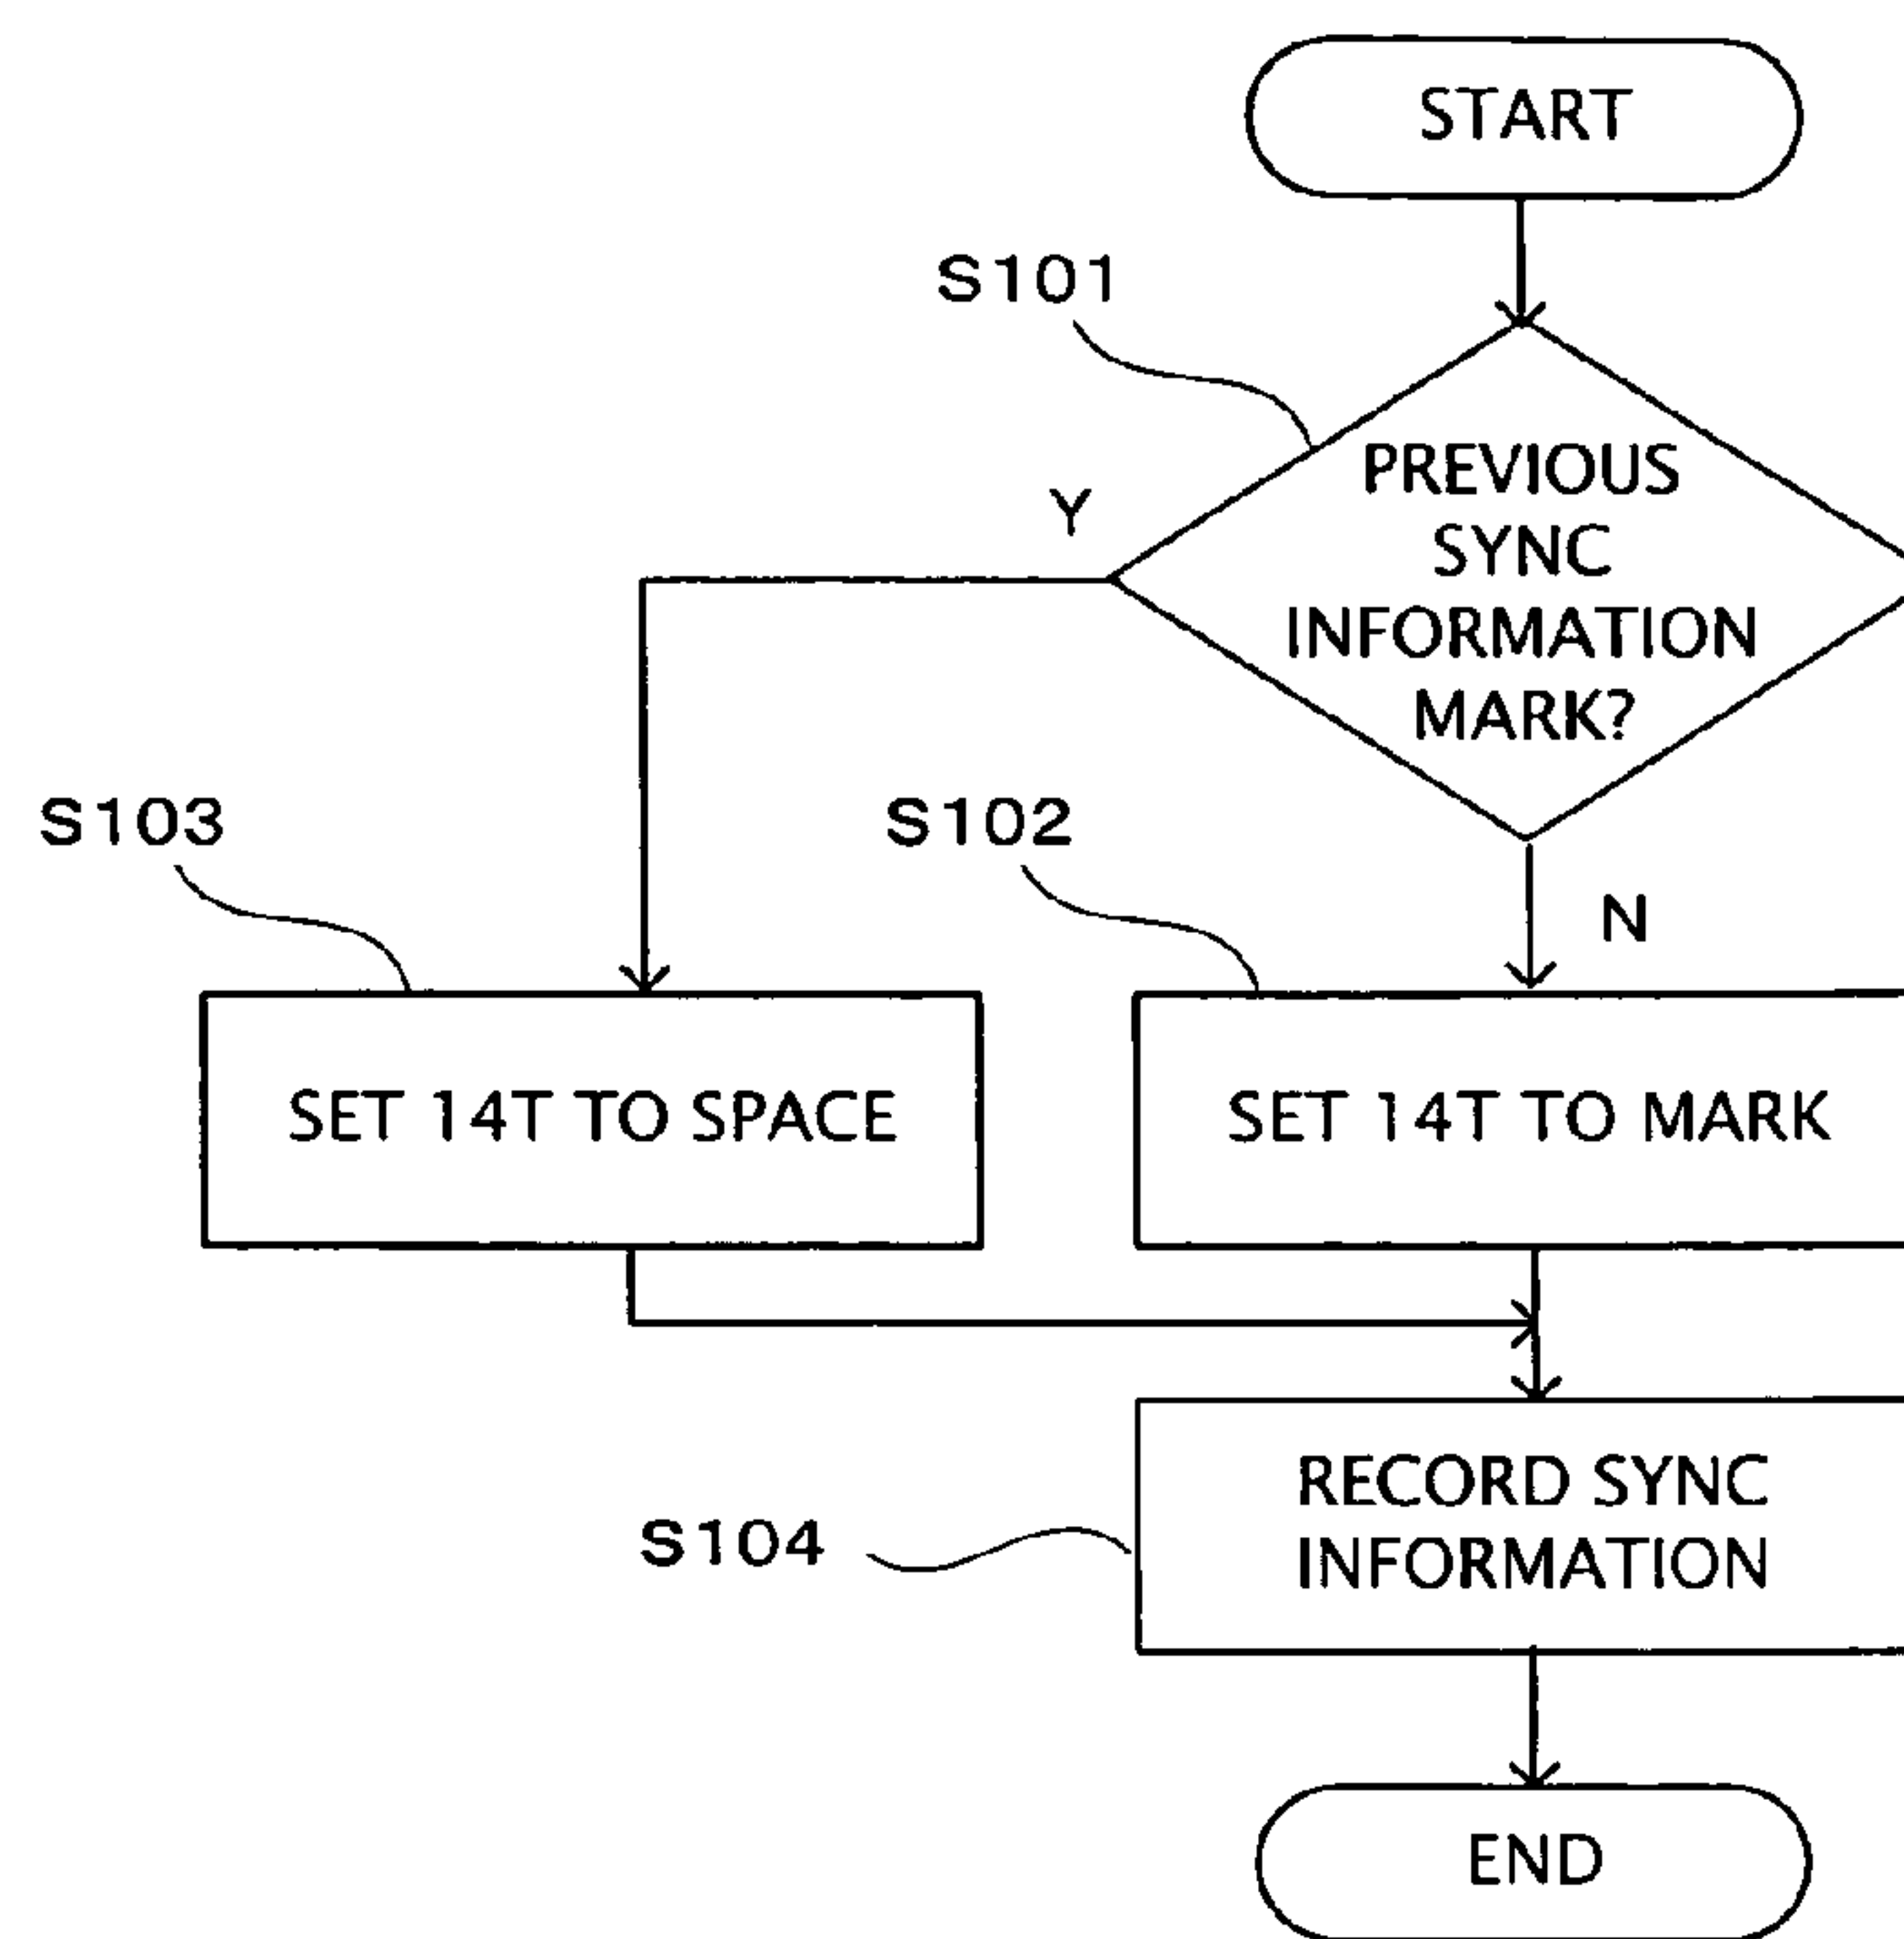 START
S101
PREVIOUS
SYNC
INFORMATION
MARK?
Y
S103
S102
N
SET 14T TO SPACE
SET 14T TO MARK
RECORD SYNC
INFORMATION
S104
END